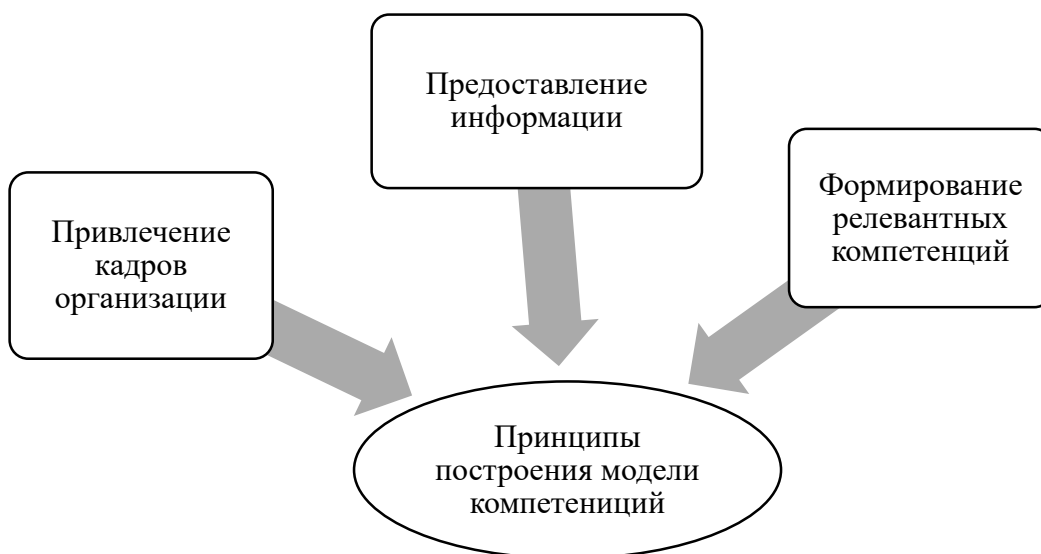 Предоставление
информации
Привлечение
кадров
организации
Формирование
релевантных
компетенций
Принципы
построения модели
компетениций